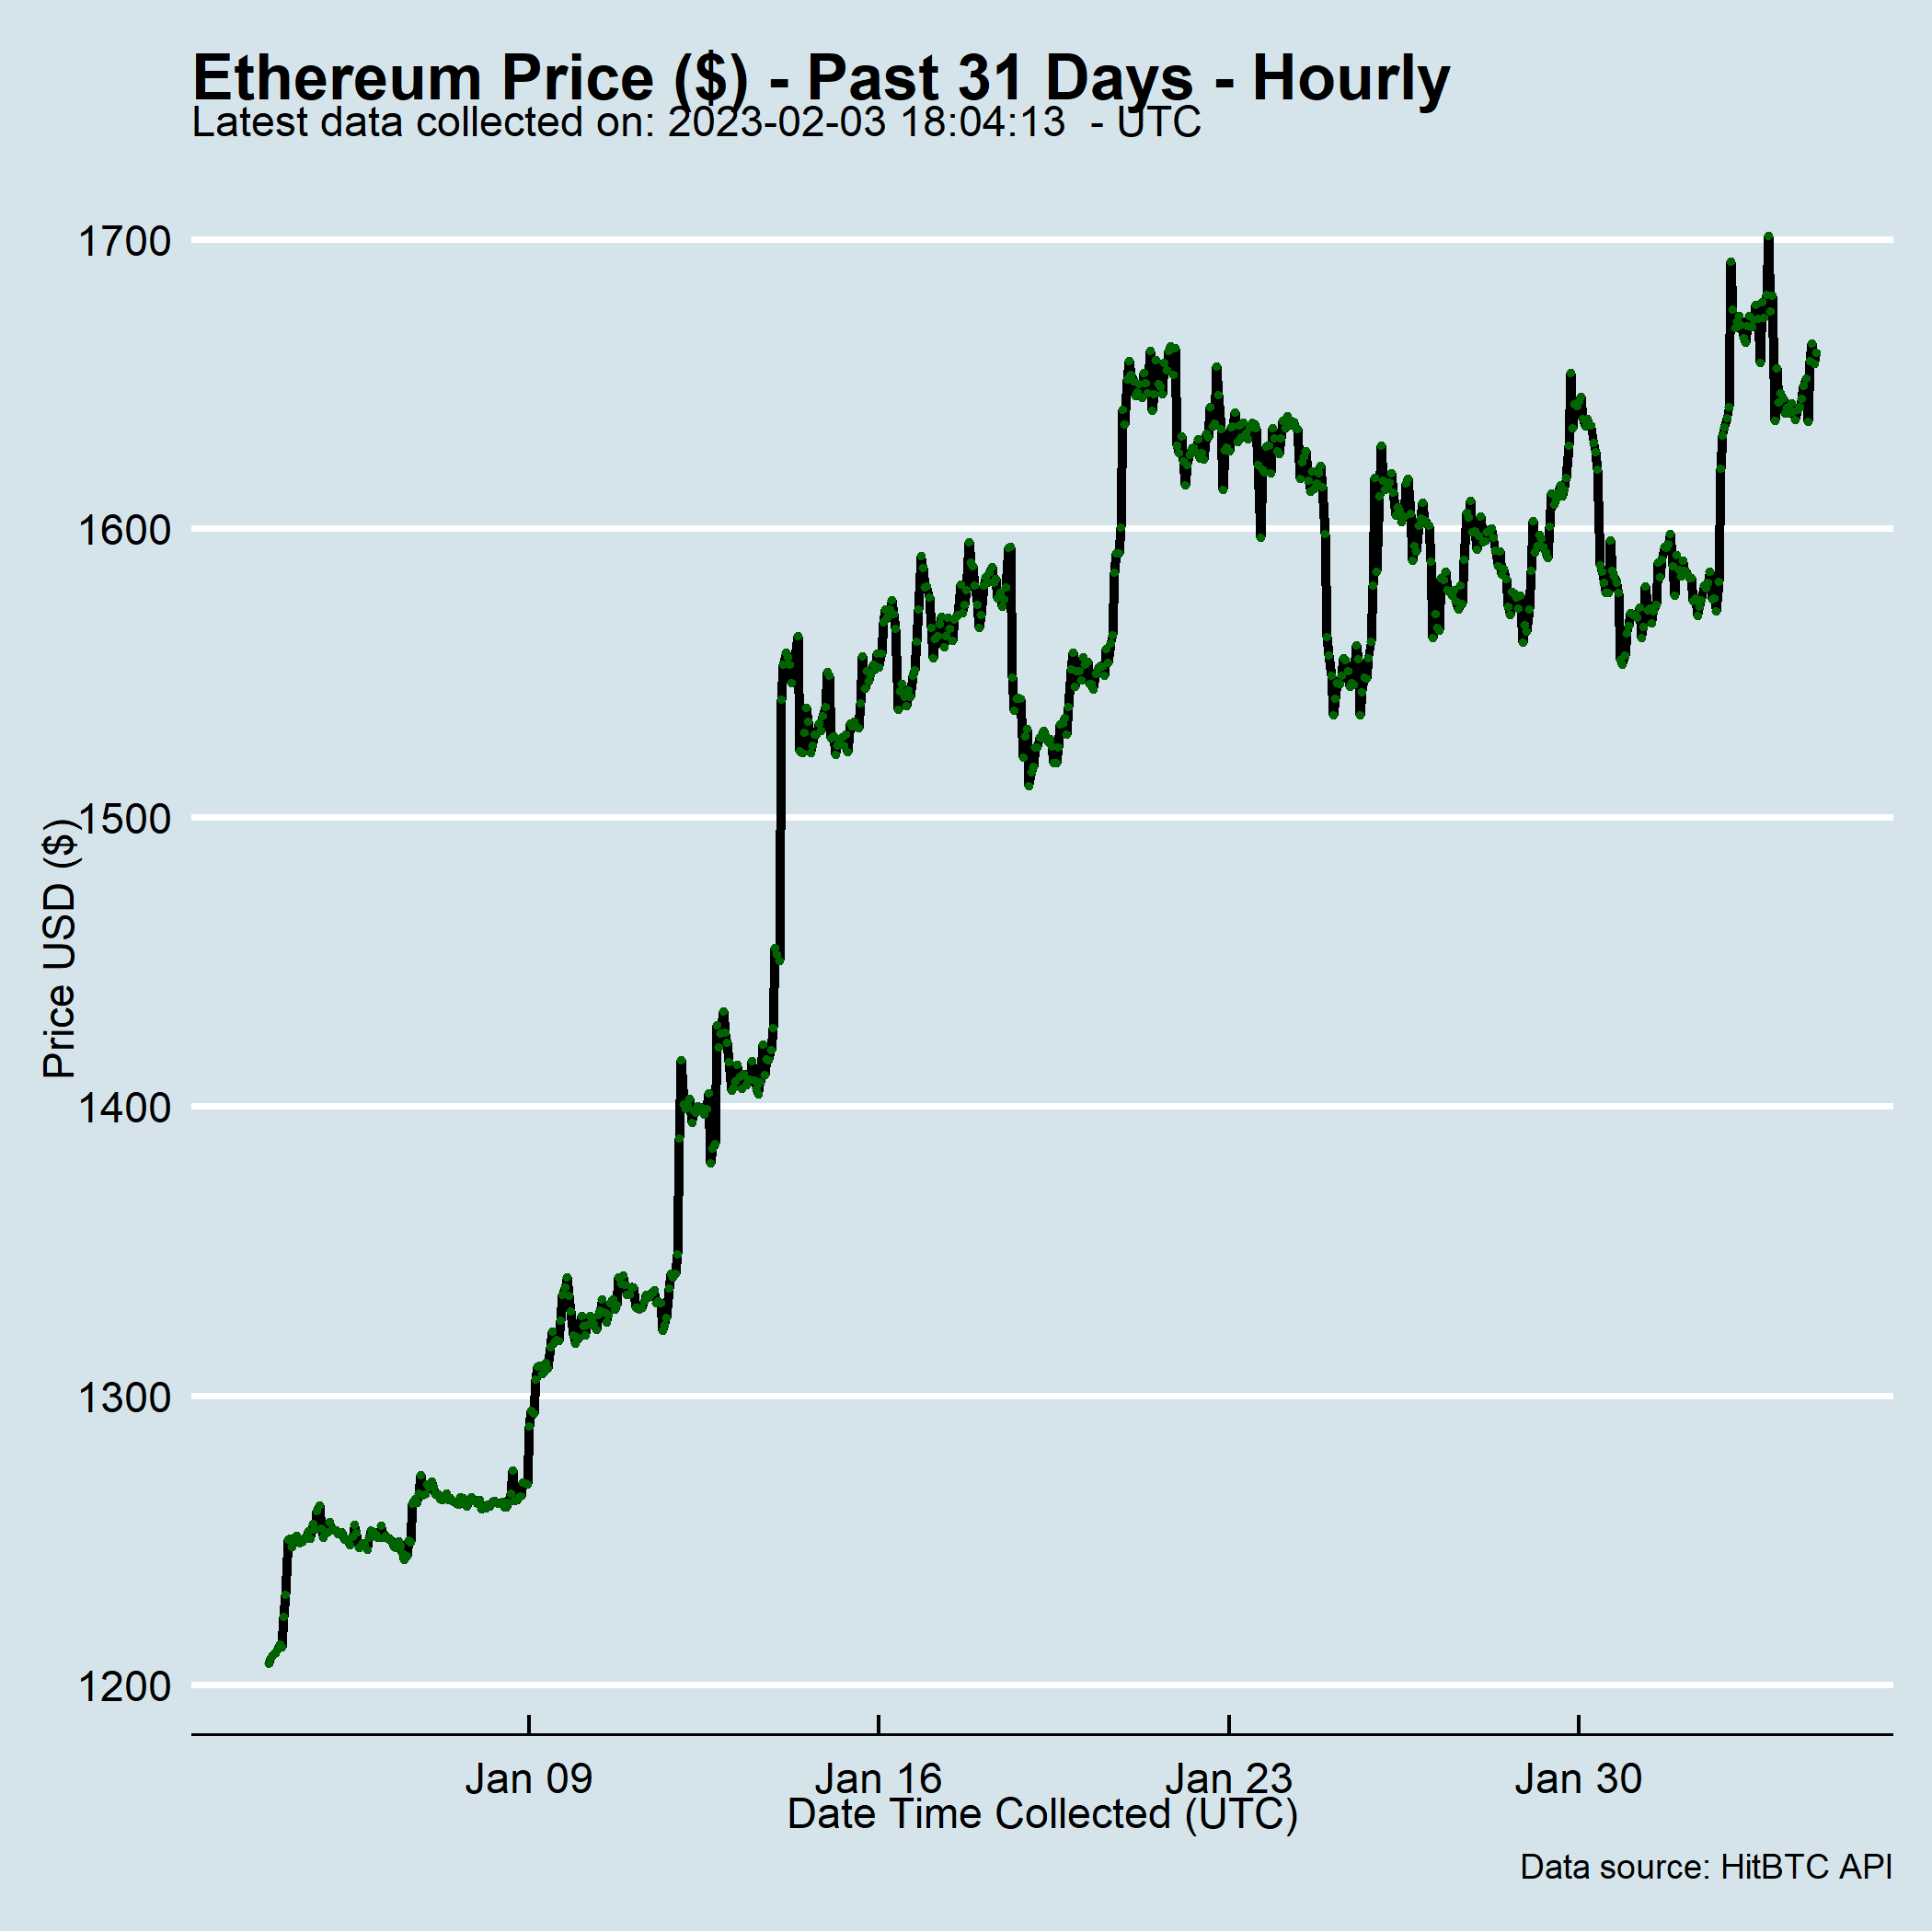 Ethereum Price ($) - Past 31 Days - Hourly
Latest data collected on: 2023-02-03 18:04:13  - UTC
1700
1600
1500
1400
1300
1200
Price USD ($)
Jan 09
Jan 16
Jan 23
Jan 30
Date Time Collected (UTC)
Data source: HitBTC API